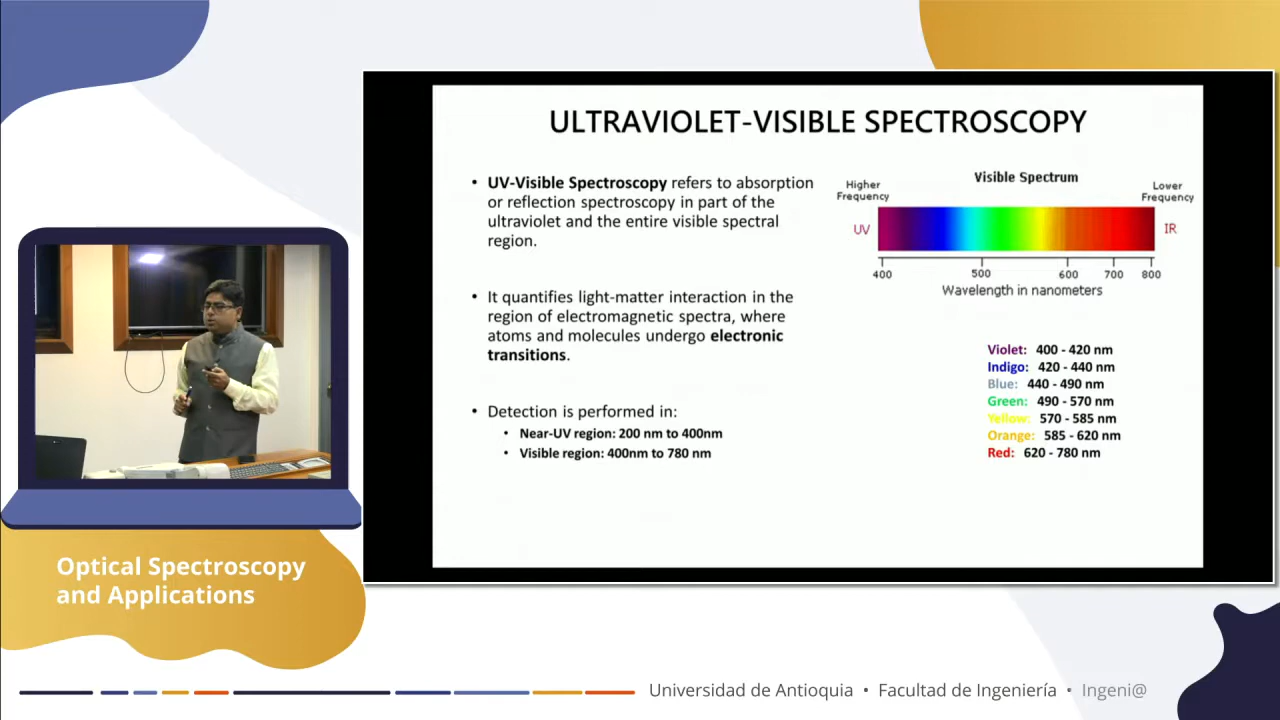 ULTRAVIOLET-VISIBLE SPECTROSCOPY
• UV-Visible Spectroscopy refers to absorption
or reflection spectroscopy in part of the
ultraviolet and the entire visible spectral
region.
• It quantifies light-matter interaction in the
region of electromagnetic spectra, where
atoms and molecules undergo electronic
transitions.
• Detection is performed in:
• Near-UV region: 200 nm to 400nm
• Visible region: 400nm to 780 nm
Visible Spectrum
Higher
Frequency
Lower
Frequency
UV
IR
400 500 600 700 800
Wavelength in nanometers
Violet: 400 - 420 nm
Indigo: 420 - 440 nm
Blue: 440 - 490 nm
Green: 490 - 570 nm
Yellow: 570 - 585 nm
Orange: 585 - 620 nm
Red: 620 - 780 nm
Optical Spectroscopy
and Applications
Universidad de Antioquia • Facultad de Ingeniería • Ingeni@